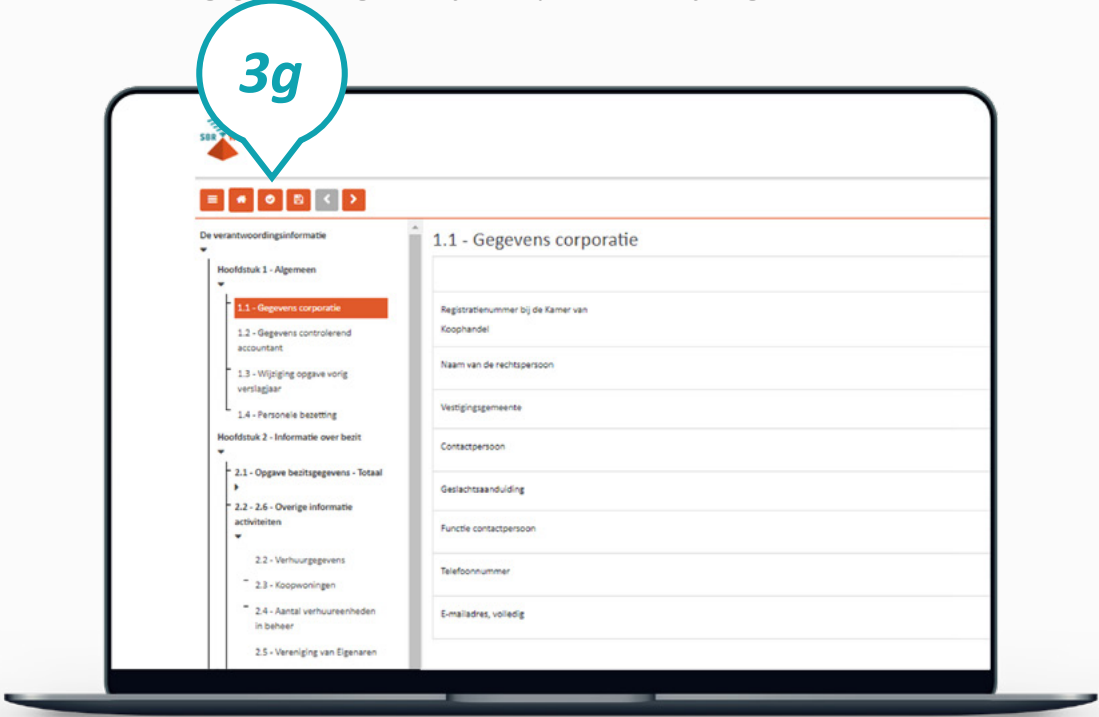 3g
SBR
De verantwoordingsinformatie
Hoofdstuk 1 - Algemeen
1.1 - Gegevens corporatie
1.2 - Gegevens controlerend
accountant
1.3 - Wijziging opgave vorig
verslagjaar
1.4 - Personele bezetting
Hoofdstuk 2 - Informatie over bezit
2.1 - Opgave bezitsgegevens - Totaal
2.2 - 2.6 - Overige informatie
activiteiten
2.2 - Verhuurgegevens
2.3 - Koopwoningen
2.4 - Aantal verhuureenheden
in beheer
2.5 - Vereniging van Eigenaren
1.1 - Gegevens corporatie
Registratienummer bij de Kamer van
Koophandel
Naam van de rechtspersoon
Vestigingsgemeente
Contactpersoon
Geslachtsaanduiding
Functie contactpersoon
Telefoonnummer
E-mailadres, volledig